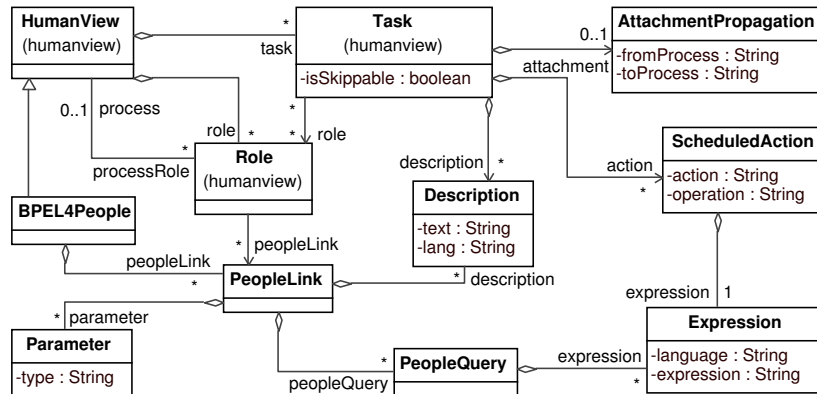 HumanView
(humanview)
*
task
Task
(humanview)
-isSkippable : boolean
0..1
attachment
AttachmentPropagation
-fromProcess : String
-toProcess : String
0..1
process
*
processRole
role
*
*
*
role
Role
(humanview)
description
*
action
*
ScheduledAction
-action : String
-operation : String
BPEL4People
Description
-text : String
-lang : String
*
peopleLink
peopleLink
*
PeopleLink
*
description
expression
1
*
parameter
Parameter
-type : String
*
peopleQuery
PeopleQuery
expression
*
Expression
-language : String
-expression : String